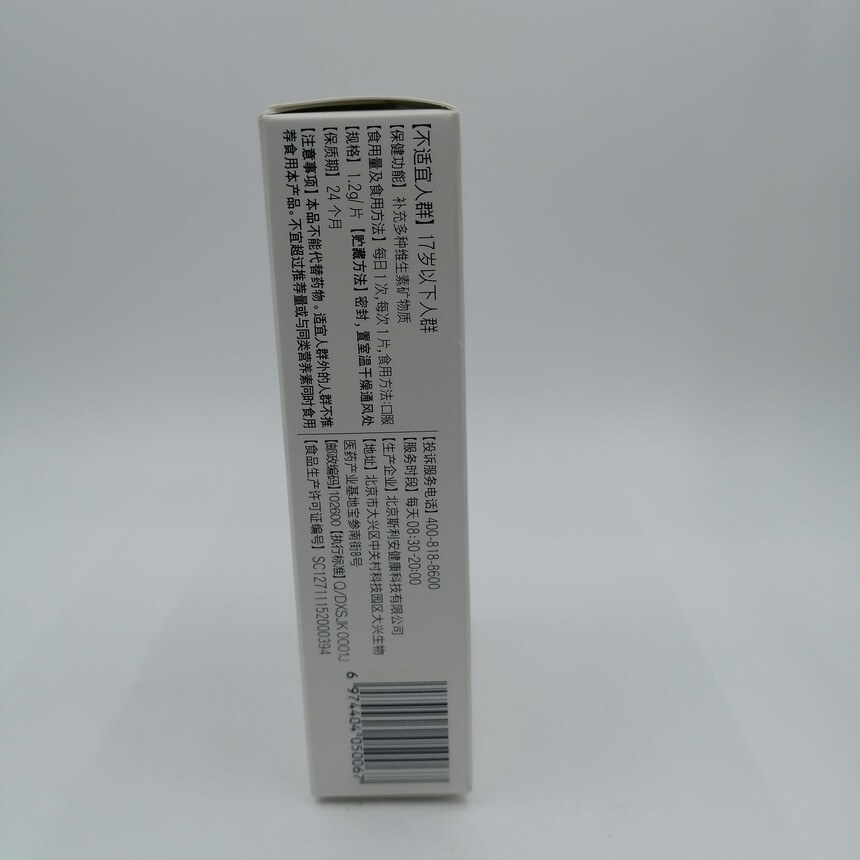 【不适宜人群】17岁以下人群
【保健功能】补充多种维生素矿物质
【食用量及食用方法】每日1次,每次1片,食用方法:口服
【规格】1.2g/片【贮藏方法】密封，置室温干燥通风处
【保质期】24个月
【注意事项】本品不能代替药物。适宜人群外的人群不推
荐食用本产品。不宜超过推荐量或与同类营养素同时食用
【投诉服务电话】400-818-8600
【服务时段】每天08:30-20:00
【生产企业】北京斯利安健康科技有限公司
【地址】北京市大兴区中关村科技园区大兴生物
医药产业基地宝参南街8号
【邮政编码】102600【执行标准】Q/DXSJK 0001J
【食品生产许可证编号】SC12711152000394
6 974404 050067